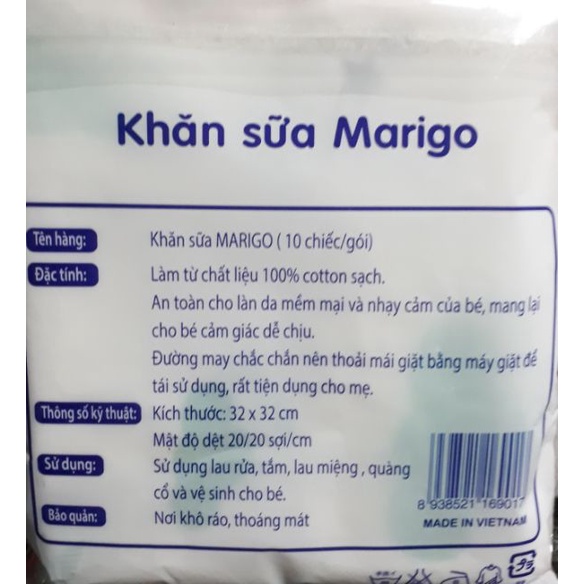 Khăn sữa Marigo
Tên hàng: Khăn sữa MARIGO ( 10 chiếc/gói)
Đặc tính: Làm từ chất liệu 100% cotton sạch.
An toàn cho làn da mềm mại và nhạy cảm của bé, mang lại
cho bé cảm giác dễ chịu.
Đường may chắc chắn nên thoải mái giặt bằng máy giặt để
tái sử dụng, rất tiện dụng cho mẹ.
Thông số kỹ thuật: Kích thước: 32 x 32 cm
Mật độ dệt 20/20 sợi/cm
Sử dụng: Sử dụng lau rửa, tắm, lau miệng , quàng
cổ và vệ sinh cho bé.
8 938521 169017
Bảo quản: Nơi khô ráo, thoáng mát
MADE IN VIETNAM